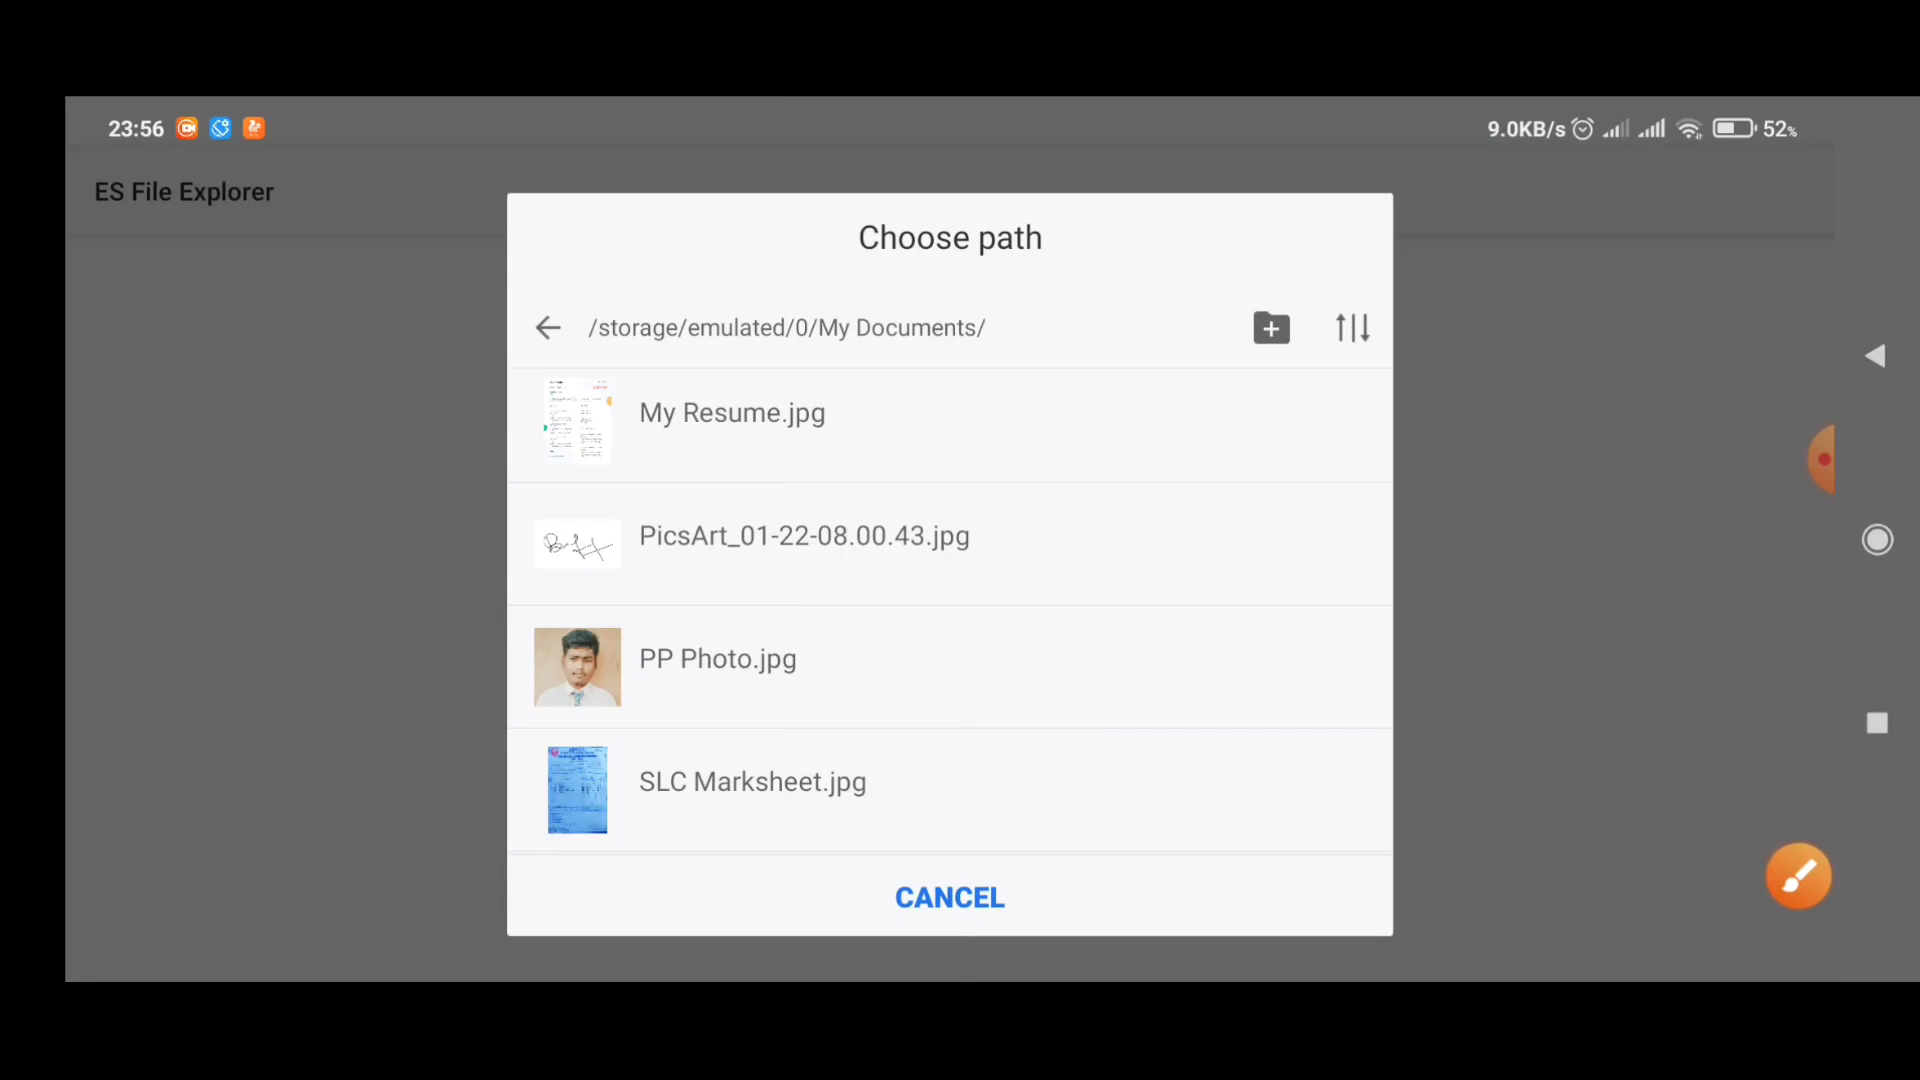 23:56
9.0KB/s
52%
ES File Explorer
Choose path
/storage/emulated/0/My Documents/
My Resume.jpg
PicsArt_01-22-08.00.43.jpg
PP Photo.jpg
SLC Marksheet.jpg
CANCEL